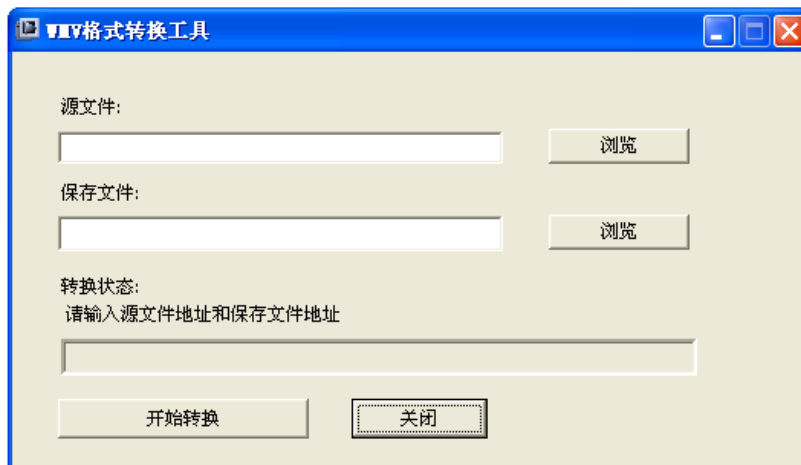 WMV格式转换工具
源文件:
浏览
保存文件:
浏览
转换状态:
请输入源文件地址和保存文件地址
开始转换 关闭